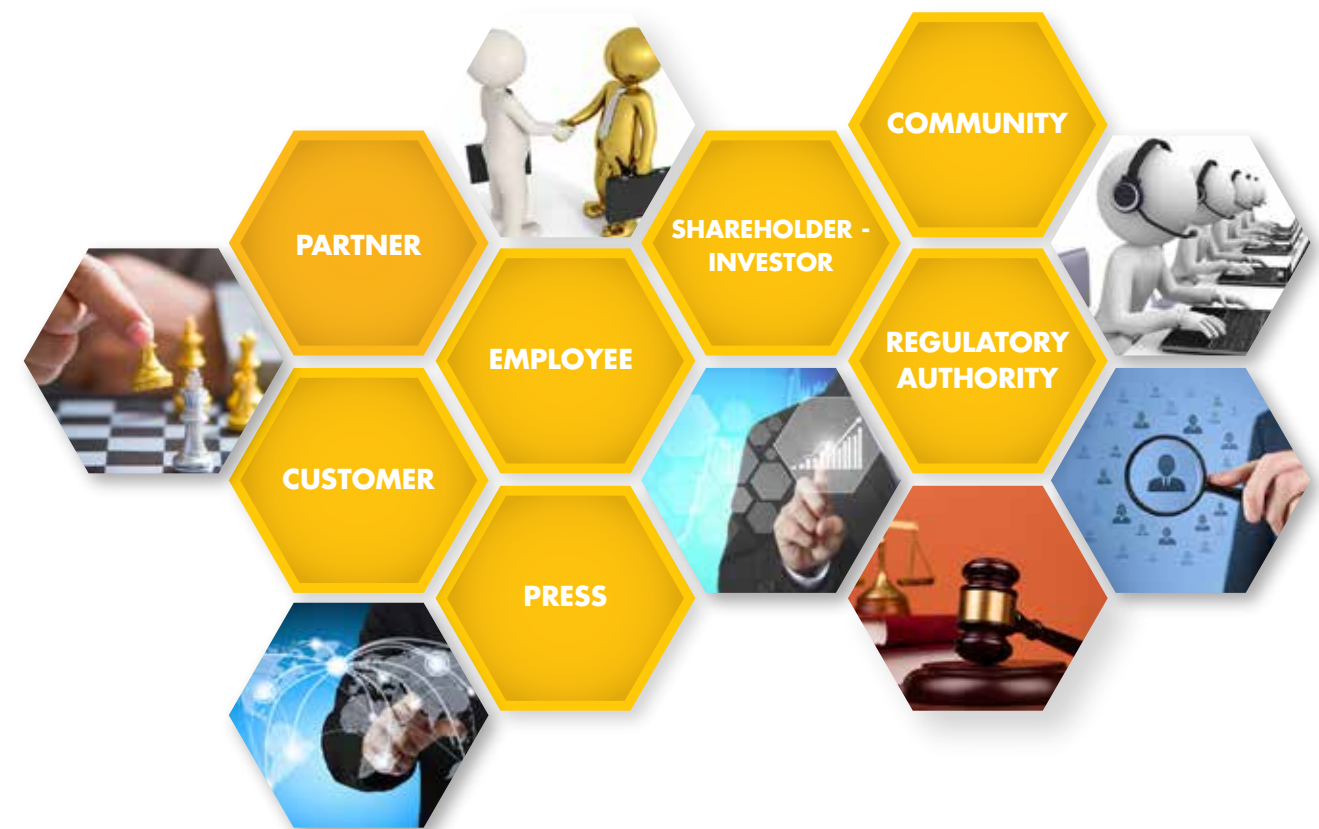 COMMUNITY
PARTNER
SHAREHOLDER -
INVESTOR
EMPLOYEE
REGULATORY
AUTHORITY
CUSTOMER
PRESS